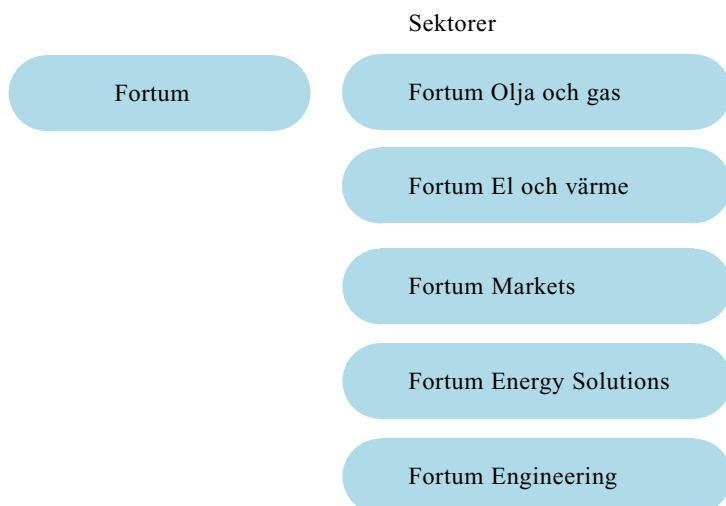 Sektorer
Fortum
Fortum Olja och gas
Fortum El och värme
Fortum Markets
Fortum Energy Solutions
Fortum Engineering